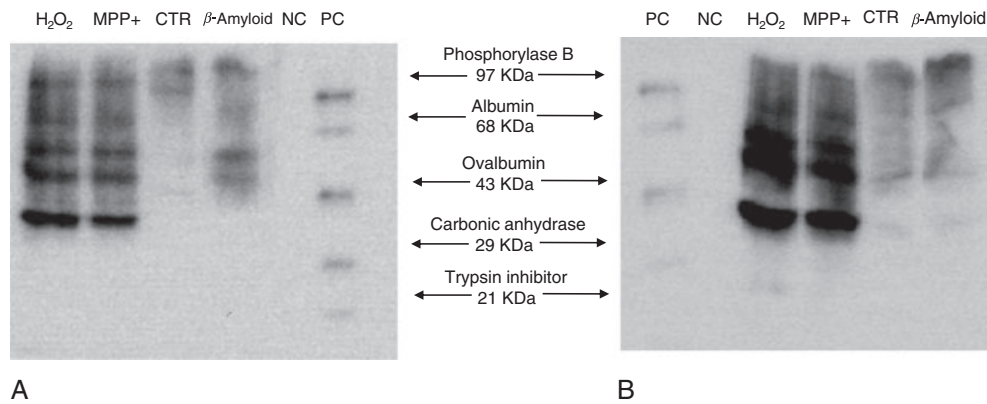 H₂O₂ MPP+ CTR β-Amyloid NC PC
PC NC H₂O₂ MPP+ CTR β-Amyloid
Phosphorylase B
97 KDa
Albumin
68 KDa
Ovalbumin
43 KDa
Carbonic anhydrase
29 KDa
Trypsin inhibitor
21 KDa
A
B